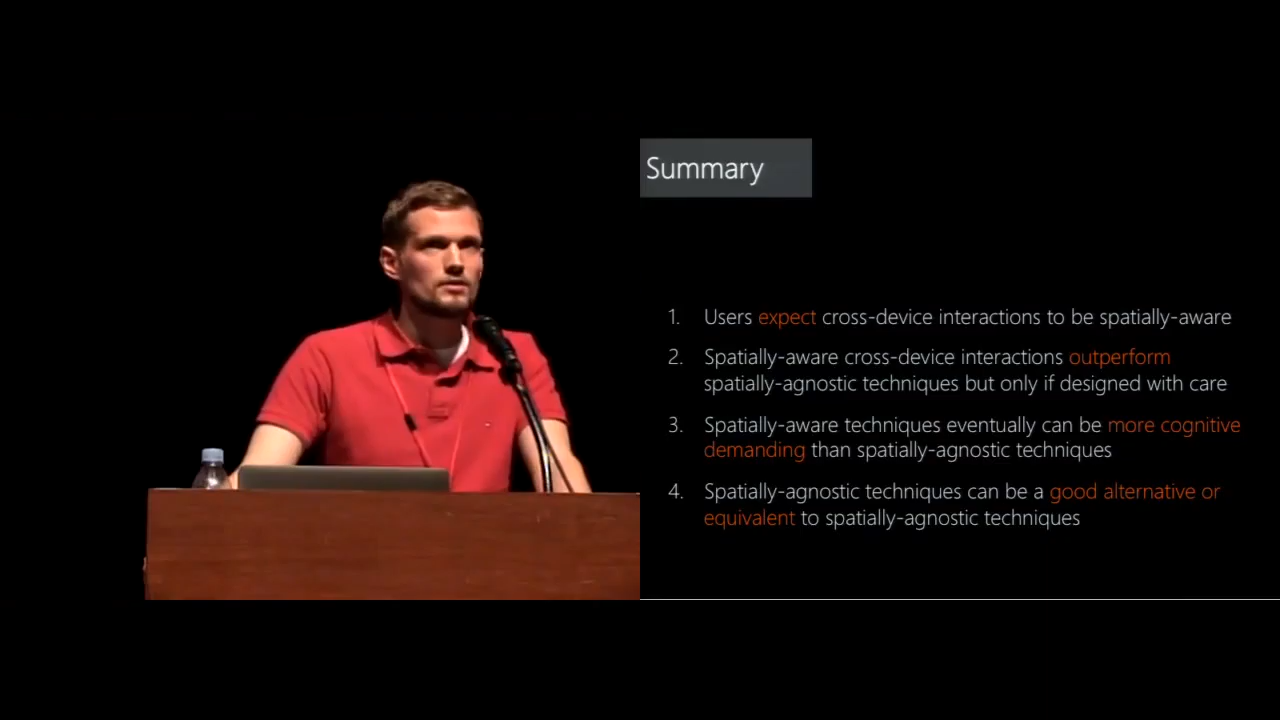 Summary
1. Users expect cross-device interactions to be spatially-aware
2. Spatially-aware cross-device interactions outperform
spatially-agnostic techniques but only if designed with care
3. Spatially-aware techniques eventually can be more cognitive
demanding than spatially-agnostic techniques
4. Spatially-agnostic techniques can be a good alternative or
equivalent to spatially-agnostic techniques